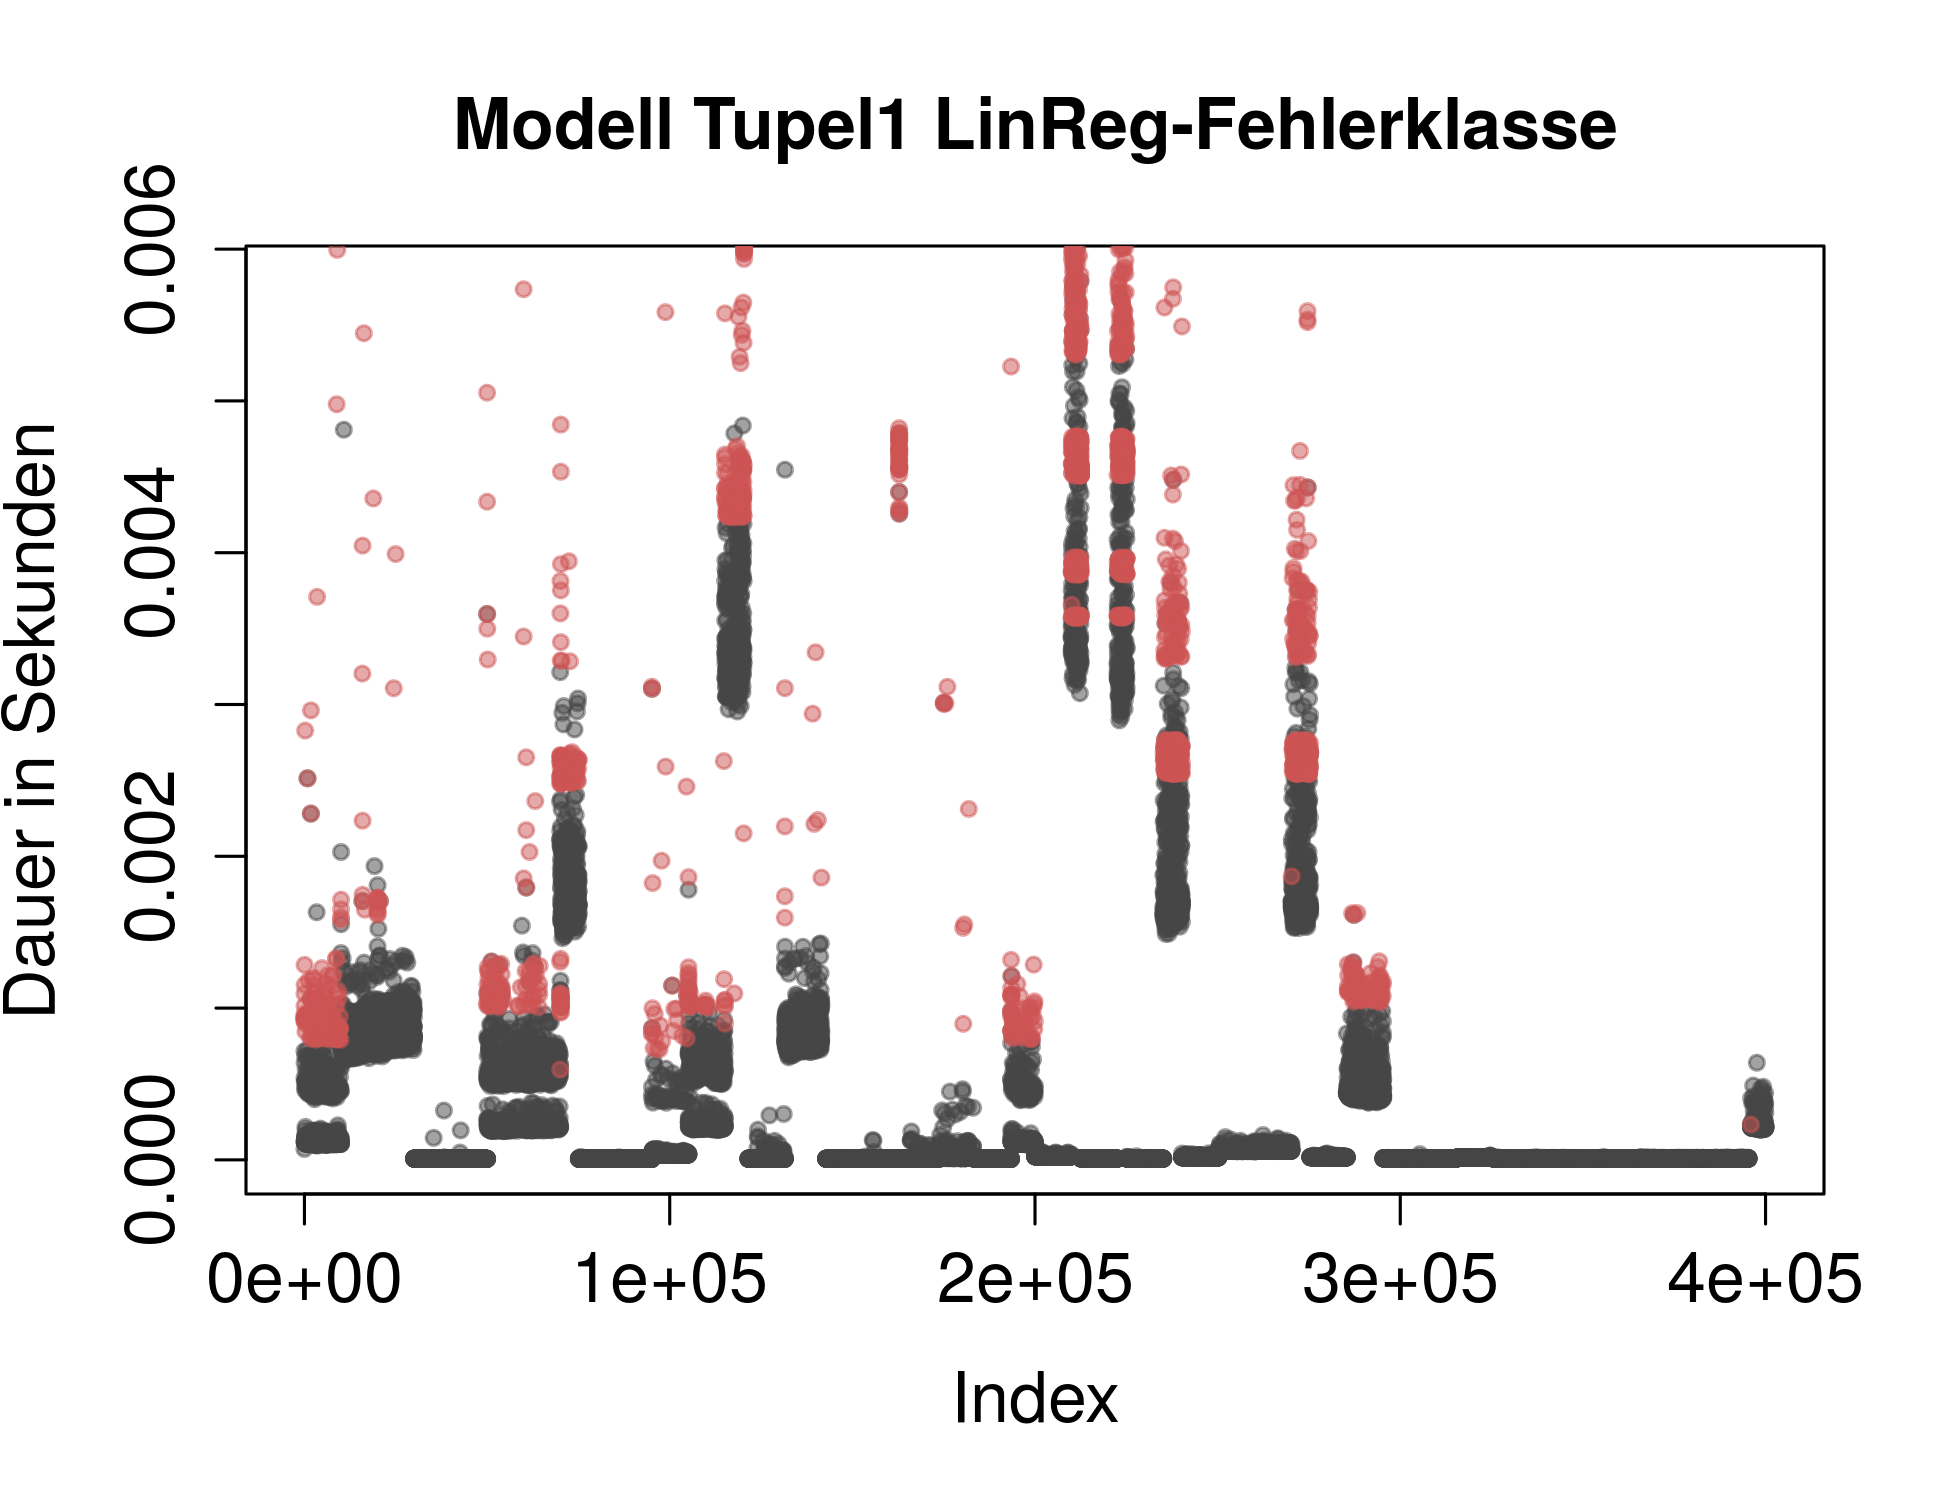 Modell Tupel1 LinReg-Fehlerklasse
Dauer in Sekunden
0.006
0.004
0.002
0.000
0e+00 1e+05 2e+05 3e+05 4e+05
Index